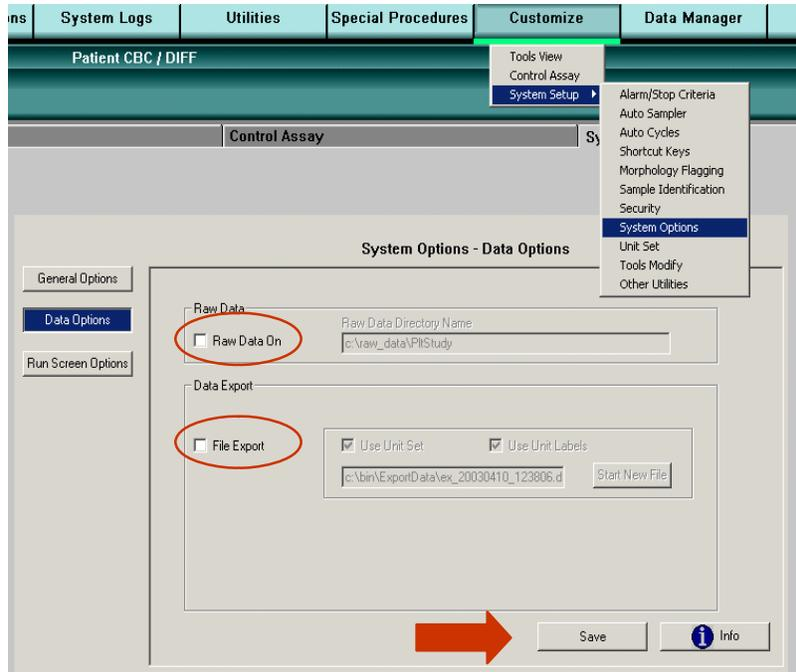 ons System Logs Utilities Special Procedures Customize Data Manager
Patient CBC / DIFF
Tools View
Control Assay
System Setup
Alarm/Stop Criteria
Auto Sampler
Auto Cycles
Shortcut Keys
Morphology Flagging
Sample Identification
Security
System Options
Unit Set
Tools Modify
Other Utilities
Control Assay Sy
System Options - Data Options
General Options
Data Options
Run Screen Options
Raw Data
Raw Data On
Raw Data Directory Name
c:\raw_data\PltStudy
Data Export
File Export
Use Unit Set Use Unit Labels
c:\bin\ExportData\ex_20030410_123806.d Start New File
Save i Info